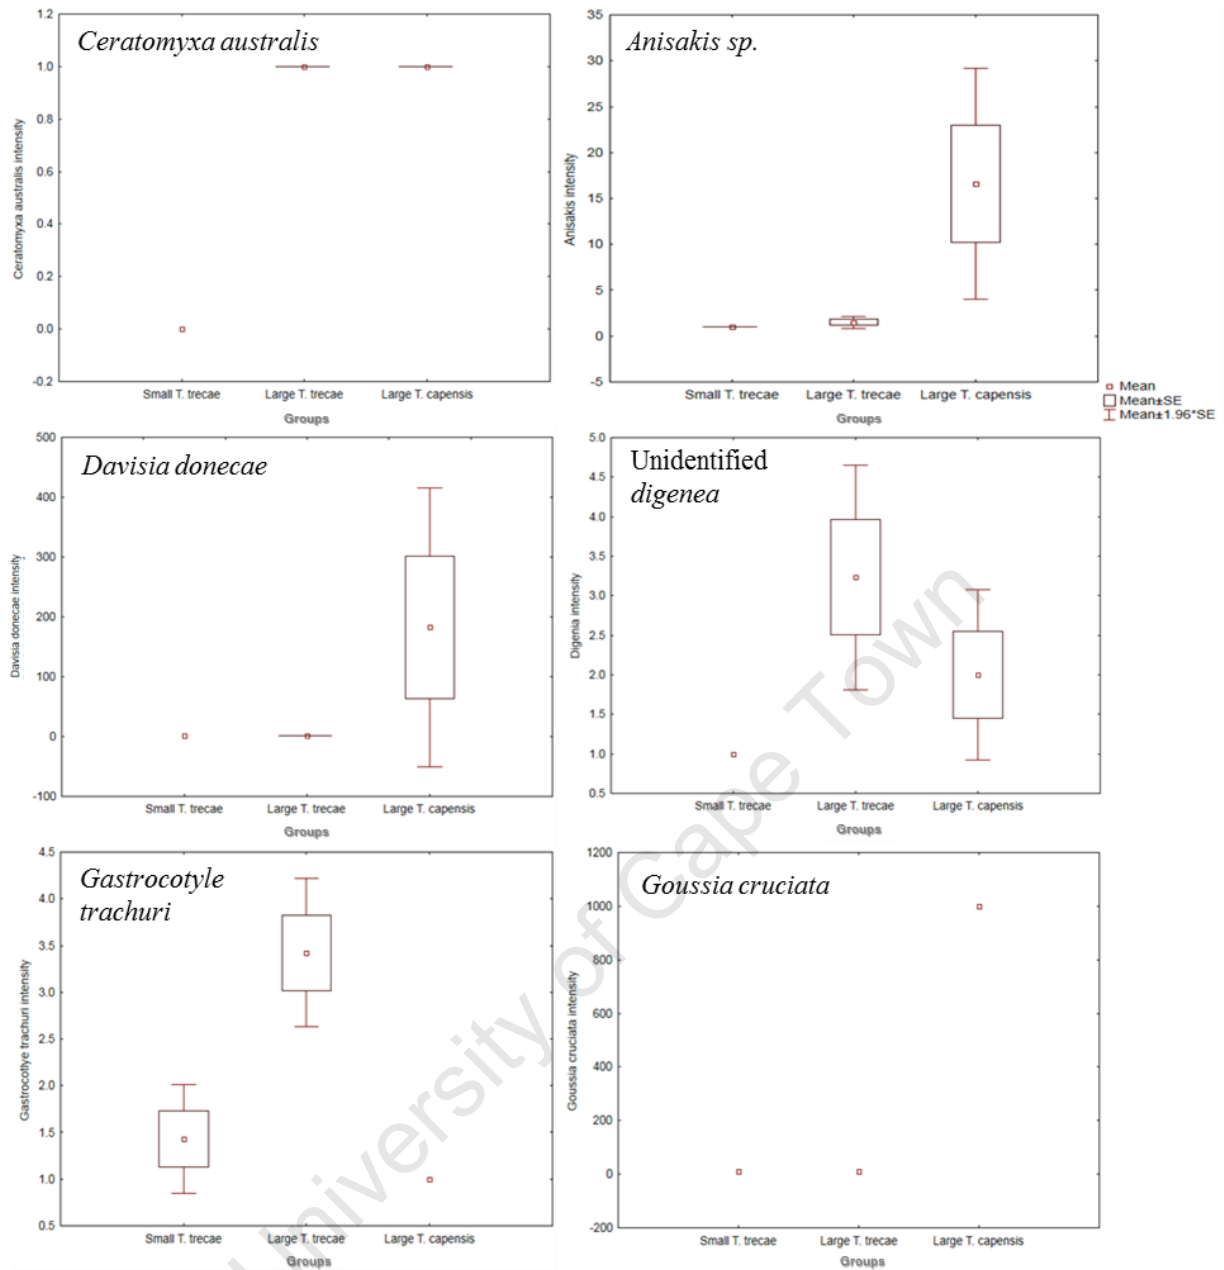 Ceratomyxa australis
1.2
1.0
0.8
0.6
0.4
0.2
0.0
-0.2
Ceratomyxa australis intensity
Small T. trecae Large T. trecae Large T. capensis
Groups
Anisakis sp.
35
30
25
20
15
10
5
0
-5
Anisakis intensity
Small T. trecae Large T. trecae Large T. capensis
Groups
Mean
Mean±SE
Mean±1.96*SE
Davisia donecae
500
400
300
200
100
0
-100
Davisia donecae intensity
Small T. trecae Large T. trecae Large T. capensis
Groups
Unidentified
digenea
5.0
4.5
4.0
3.5
3.0
2.5
2.0
1.5
1.0
0.5
Digenia intensity
Small T. trecae Large T. trecae Large T. capensis
Groups
Gastrocotyle
trachuri
4.5
4.0
3.5
3.0
2.5
2.0
1.5
1.0
0.5
Gastrocotlye trachuri intensity
Small T. trecae Large T. trecae Large T. capensis
Groups
Goussia cruciata
1200
1000
800
600
400
200
0
-200
Goussia cruciata intensity
Small T. trecae Large T. trecae Large T. capensis
Groups
University of Cape Town